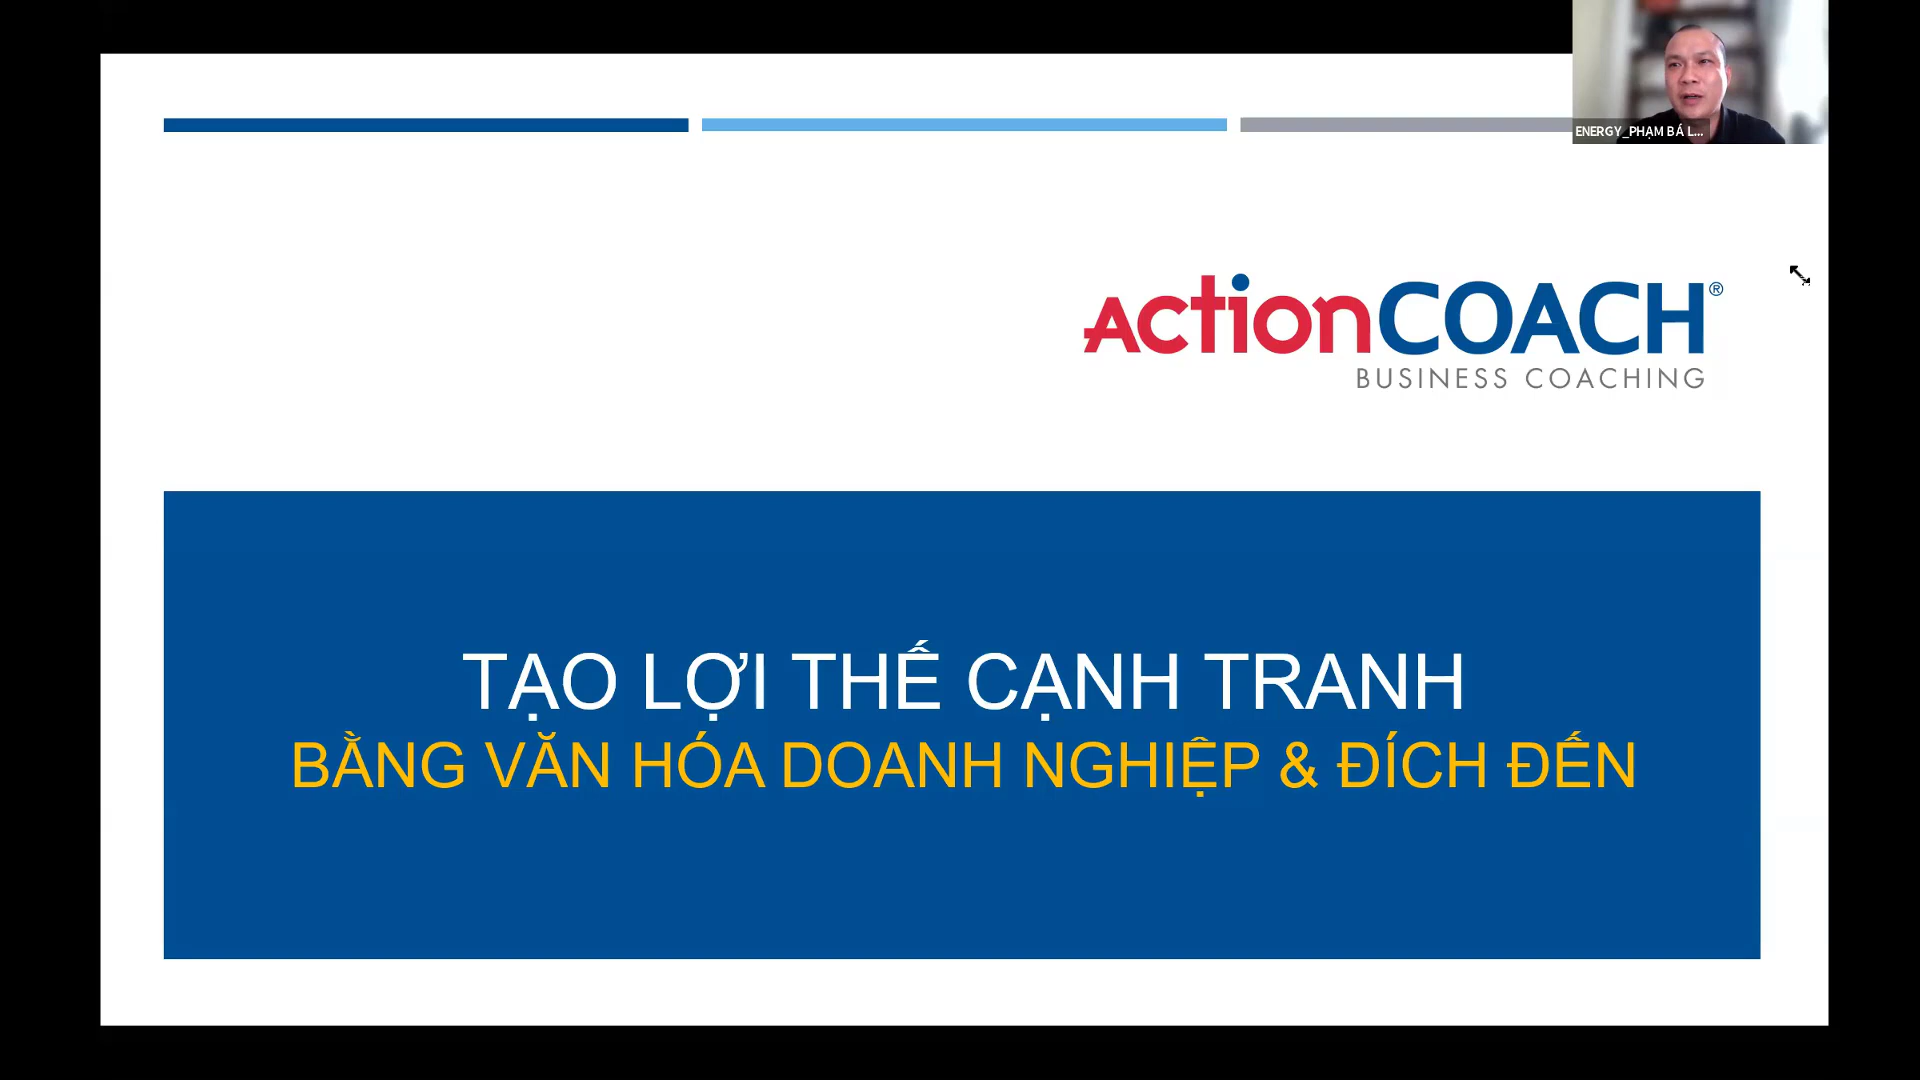 ENERGY_PHẠM BÁ L...
ActionCOACH®
BUSINESS COACHING
TẠO LỢI THẾ CẠNH TRANH
BẰNG VĂN HÓA DOANH NGHIỆP & ĐÍCH ĐẾN